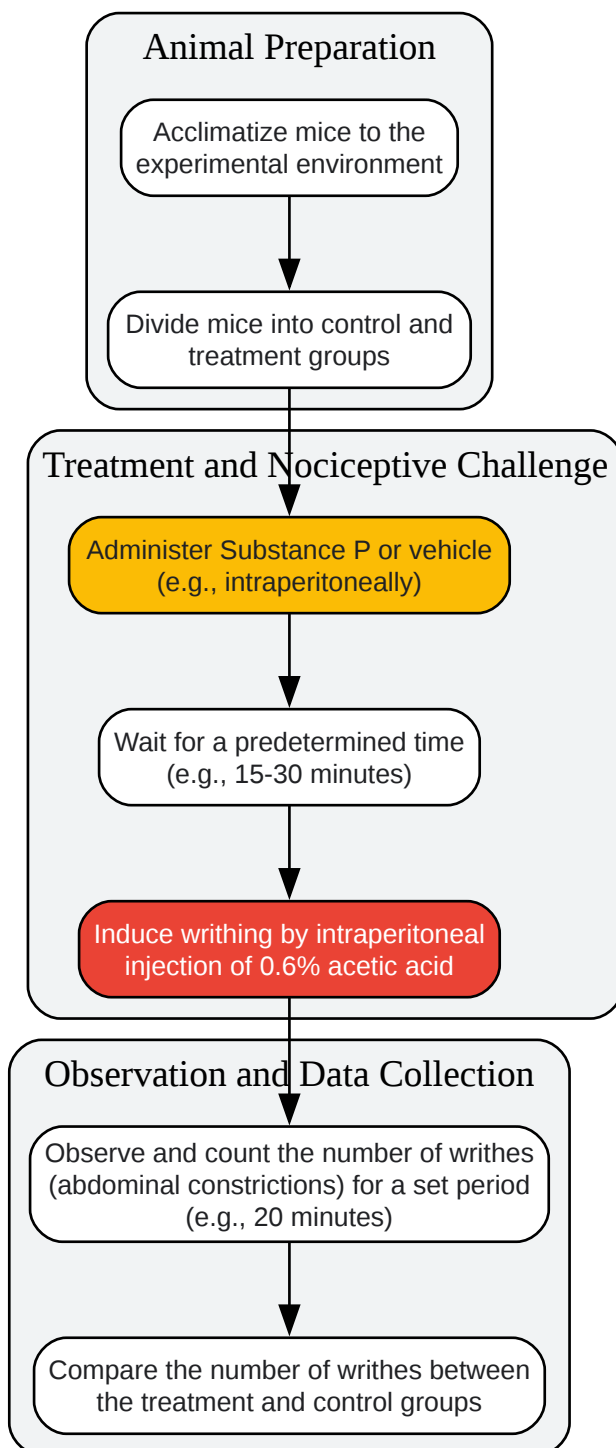 Animal Preparation
Acclimatize mice to the
experimental environment
Divide mice into control and
treatment groups
Treatment and Nociceptive Challenge
Administer Substance P or vehicle
(e.g., intraperitoneally)
Wait for a predetermined time
(e.g., 15-30 minutes)
Induce writhing by intraperitoneal
injection of 0.6% acetic acid
Observation and Data Collection
Observe and count the number of writhes
(abdominal constrictions) for a set period
(e.g., 20 minutes)
Compare the number of writhes between
the treatment and control groups